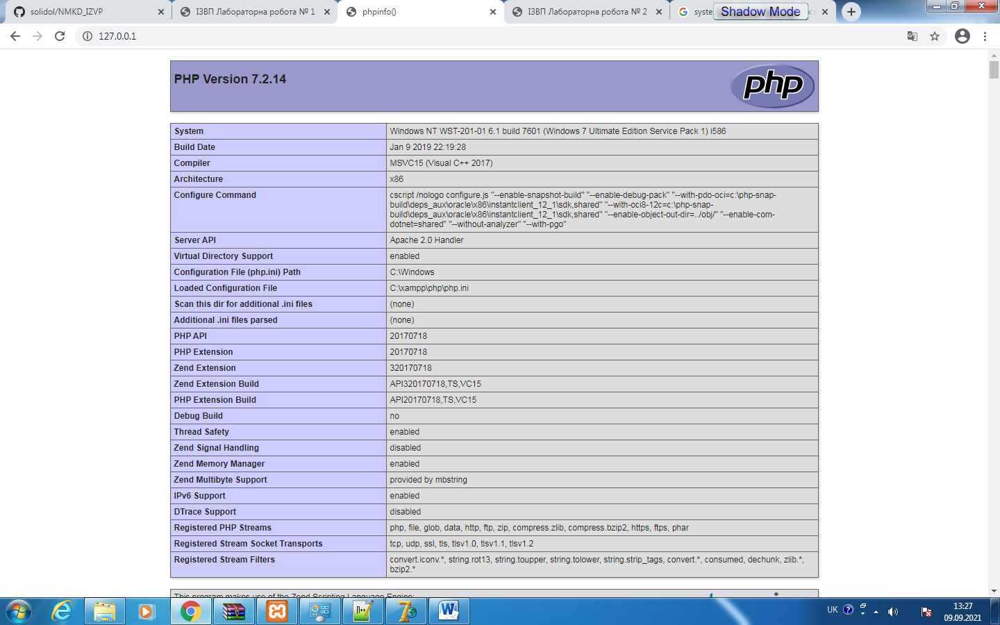 solidol/NMKD_IZVP
ІЗВП Лабораторна робота № 1
phpinfo()
ІЗВП Лабораторна робота № 2
syste
Shadow Mode
127.0.0.1
PHP Version 7.2.14
php
System Windows NT WST-201-01 6.1 build 7601 (Windows 7 Ultimate Edition Service Pack 1) i586
Build Date Jan 9 2019 22:19:28
Compiler MSVC15 (Visual C++ 2017)
Architecture x86
Configure Command cscript /nologo configure.js "--enable-snapshot-build" "--enable-debug-pack" "--with-pdo-oci=c:\php-snap-
build\deps_aux\oracle\x86\instantclient_12_1\sdk,shared" "--with-oci8-12c=c:\php-snap-
build\deps_aux\oracle\x86\instantclient_12_1\sdk,shared" "--enable-object-out-dir=../obj/" "--enable-com-
dotnet=shared" "--without-analyzer" "--with-pgo"
Server API Apache 2.0 Handler
Virtual Directory Support enabled
Configuration File (php.ini) Path C:\Windows
Loaded Configuration File C:\xampp\php\php.ini
Scan this dir for additional .ini files (none)
Additional .ini files parsed (none)
PHP API 20170718
PHP Extension 20170718
Zend Extension 320170718
Zend Extension Build API320170718,TS,VC15
PHP Extension Build API20170718,TS,VC15
Debug Build no
Thread Safety enabled
Zend Signal Handling disabled
Zend Memory Manager enabled
Zend Multibyte Support provided by mbstring
IPv6 Support enabled
DTrace Support disabled
Registered PHP Streams php, file, glob, data, http, ftp, zip, compress.zlib, compress.bzip2, https, ftps, phar
Registered Stream Socket Transports tcp, udp, ssl, tls, tlsv1.0, tlsv1.1, tlsv1.2
Registered Stream Filters convert.iconv.*, string.rot13, string.toupper, string.tolower, string.strip_tags, convert.*, consumed, dechunk, zlib.*,
bzip2.*
This program makes use of the Zend Scripting Language Engine:
UK
13:27
09.09.2021